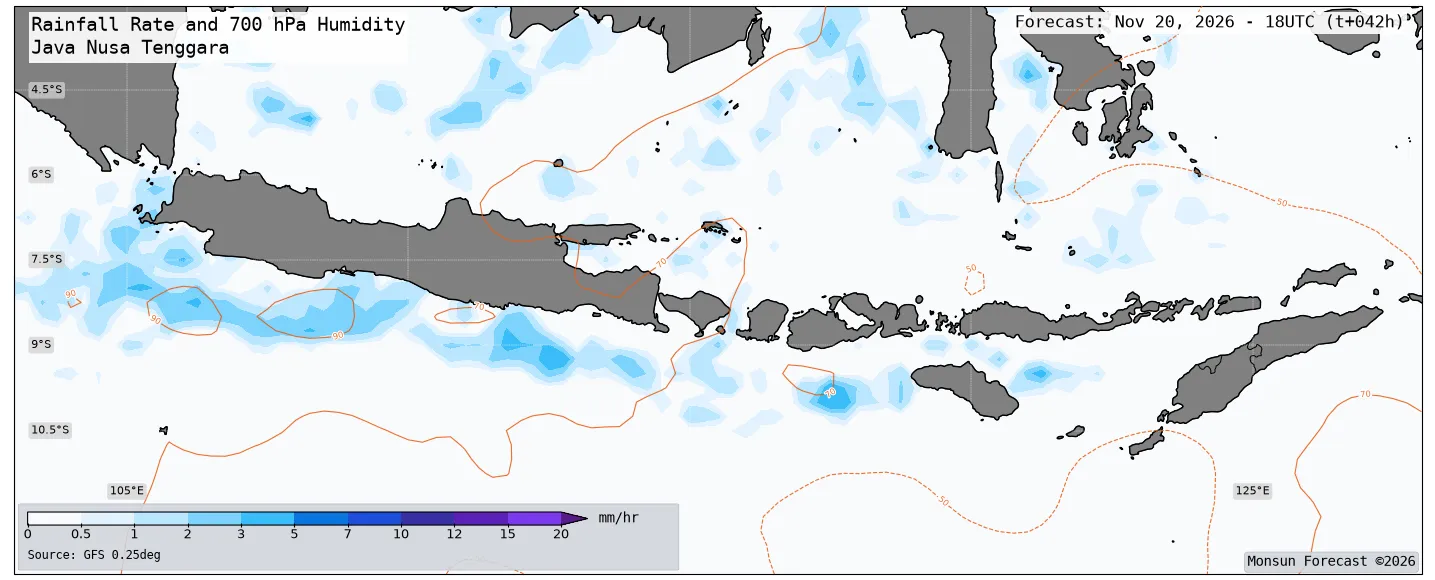 Rainfall Rate and 700 hPa Humidity
Java Nusa Tenggara
Forecast: Nov 20, 2026 - 18UTC (t+042h)
4.5°S
6°S
7.5°S
9°S
10.5°S
105°E
125°E
90
90
90
70
70
70
70
50
50
50
0 0.5 1 2 3 5 7 10 12 15 20
mm/hr
Source: GFS 0.25deg
Monsun Forecast ©2026